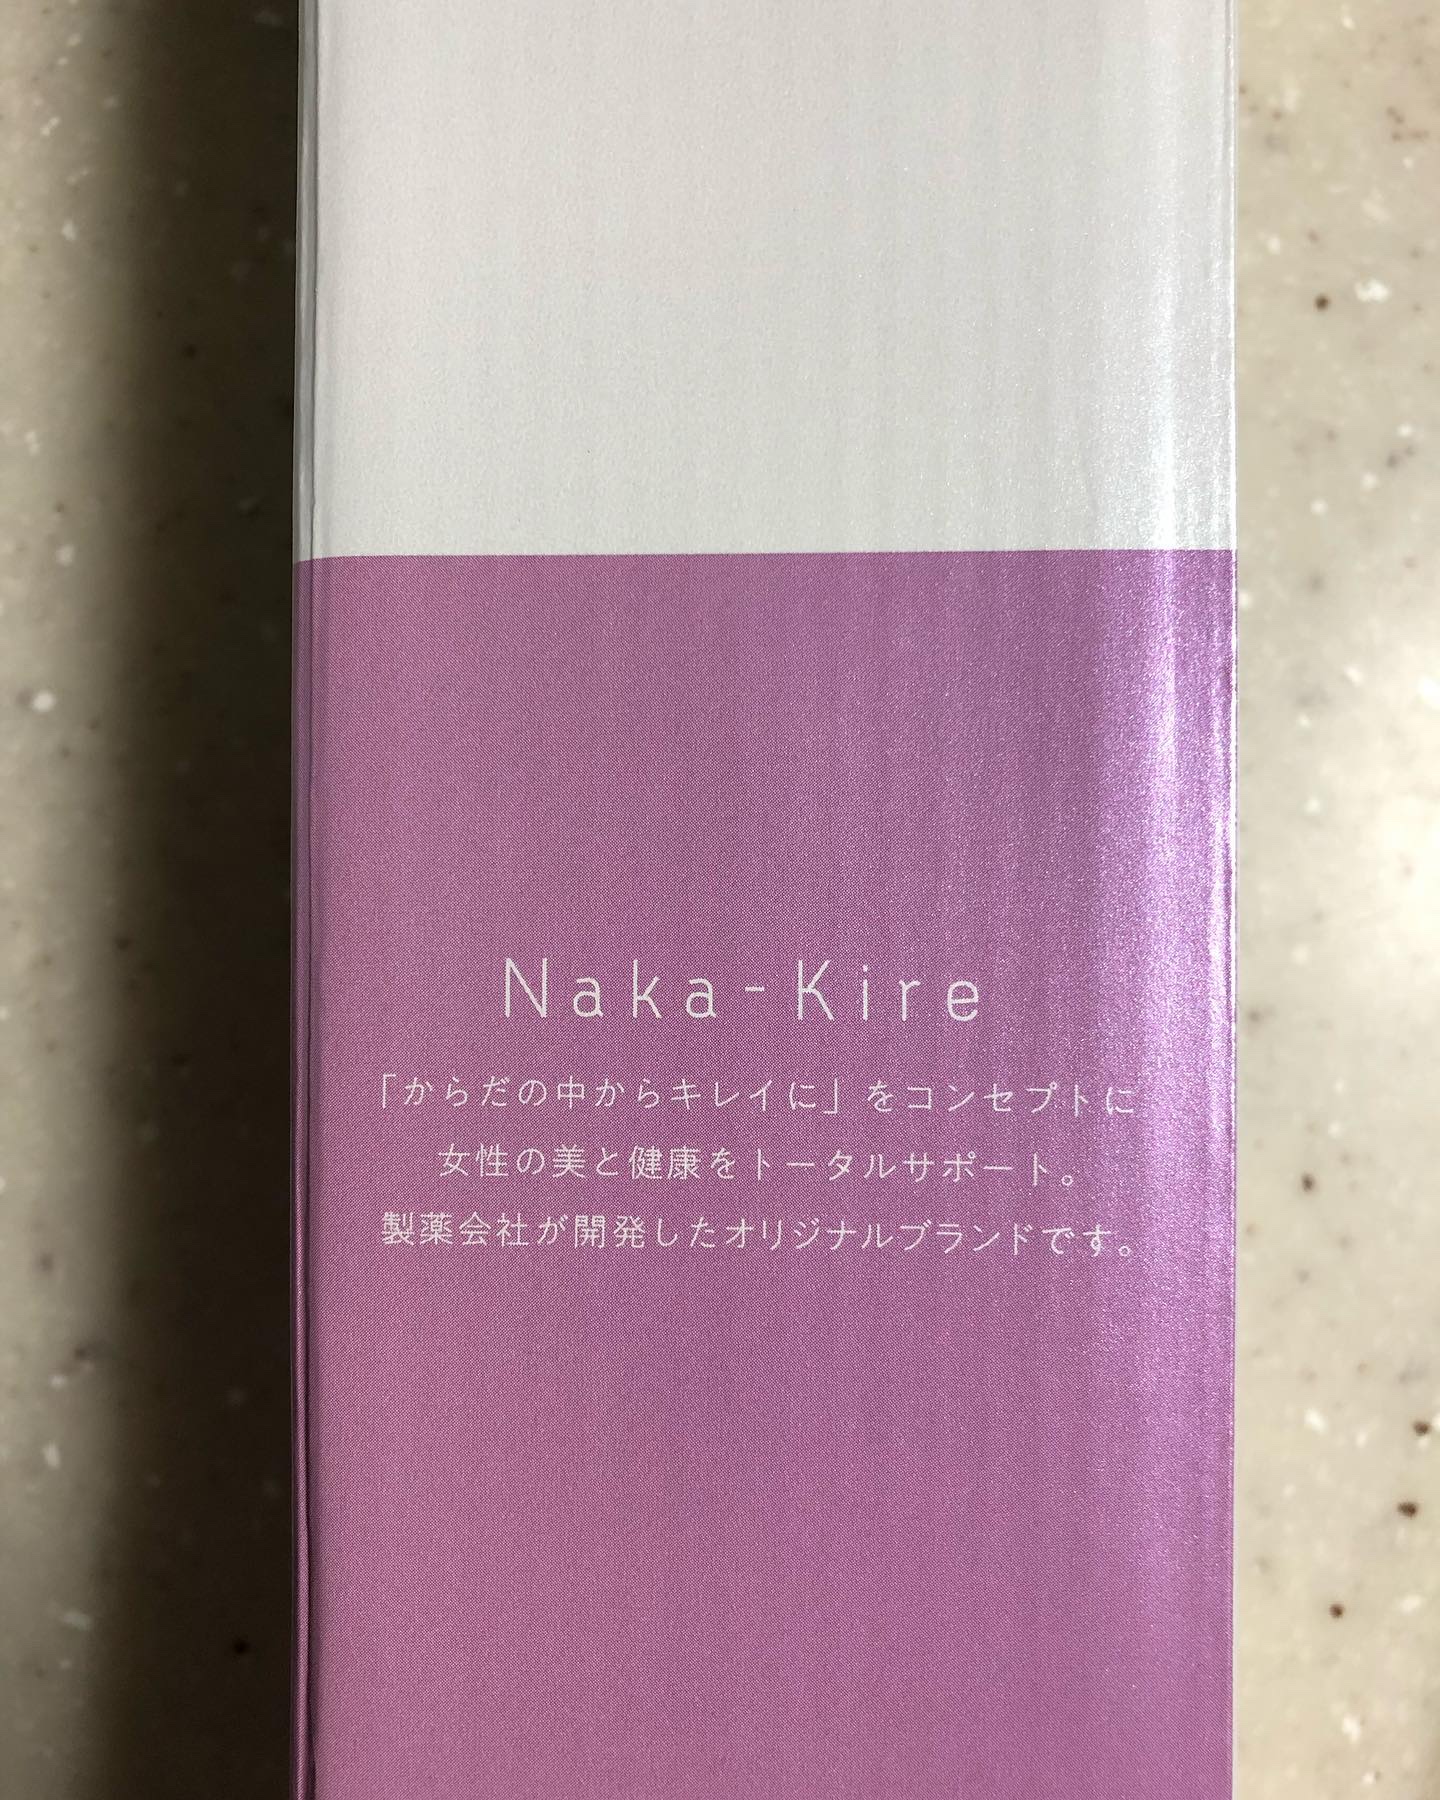 Naka-Kire
「からだの中からキレイに」をコンセプトに
女性の美と健康をトータルサポート。
製薬会社が開発したオリジナルブランドです。